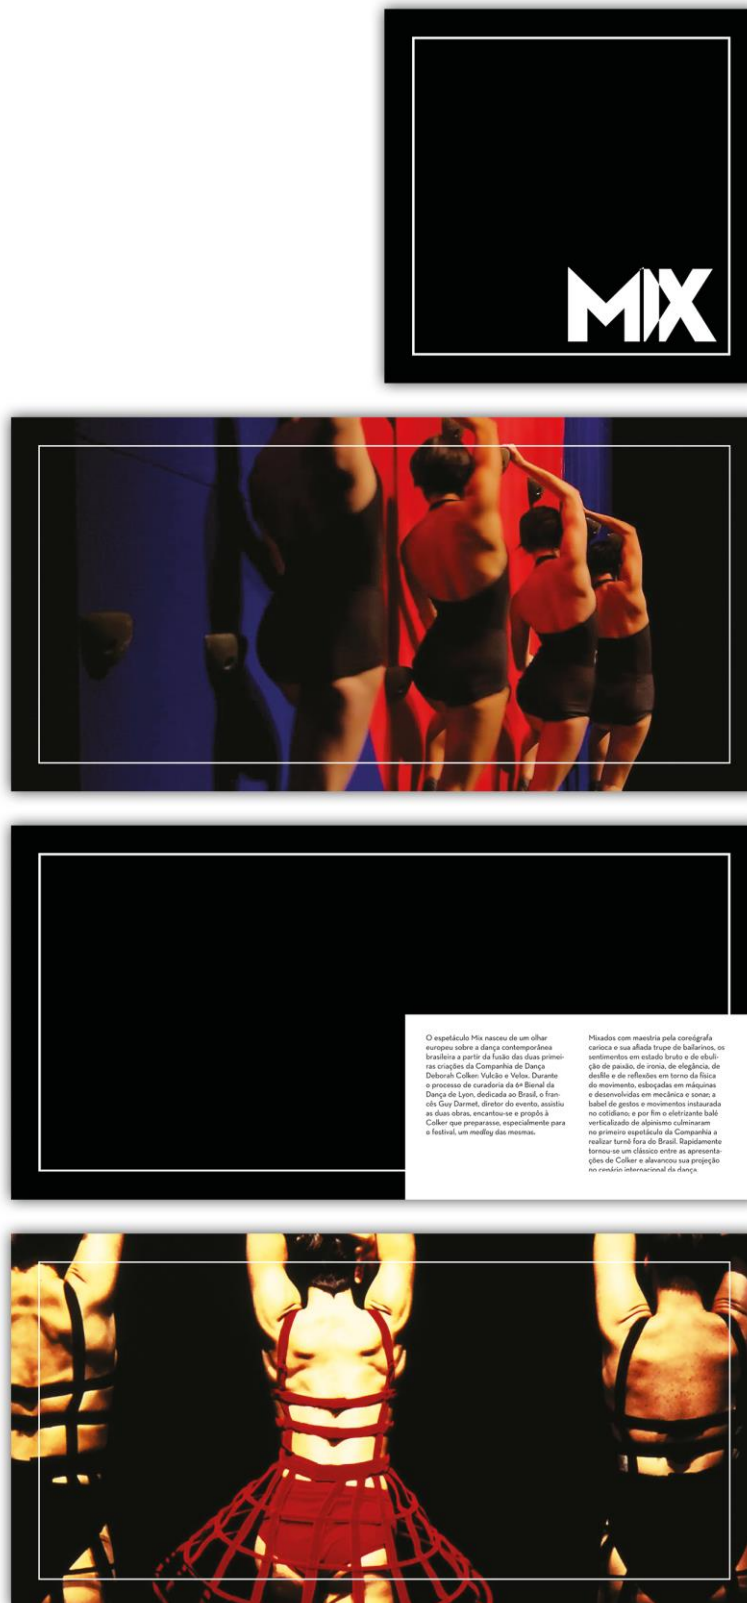 MIX
O espetáculo Mix nasceu de um olhar
europeu sobre a dança contemporânea
brasileira a partir da fusão das duas primei-
ras criações da Companhia de Dança
Deborah Colker: Vulcão e Velox. Durante
o processo de curadoria da 6ª Bienal da
Dança de Lyon, dedicada ao Brasil, o fran-
cês Guy Darmet, diretor do evento, assistiu
as duas obras, encantou-se e propôs à
Colker que preparasse, especialmente para
o festival, um medley das mesmas.
Mixados com maestria pela coreógrafa
carioca e sua afiada trupe de bailarinos, os
sentimentos em estado bruto e de ebuli-
ção de paixão, de ironia, de elegância, de
desfile e de reflexões em torno da física
do movimento, esboçadas em máquinas
e desenvolvidas em mecânica e sonar; a
babel de gestos e movimentos instaurada
no cotidiano; e por fim o eletrizante balé
verticalizado de alpinismo culminaram
no primeiro espetáculo da Companhia a
realizar turnê fora do Brasil. Rapidamente
tornou-se um clássico entre as apresenta-
ções de Colker e alavancou sua projeção
no cenário internacional da dança